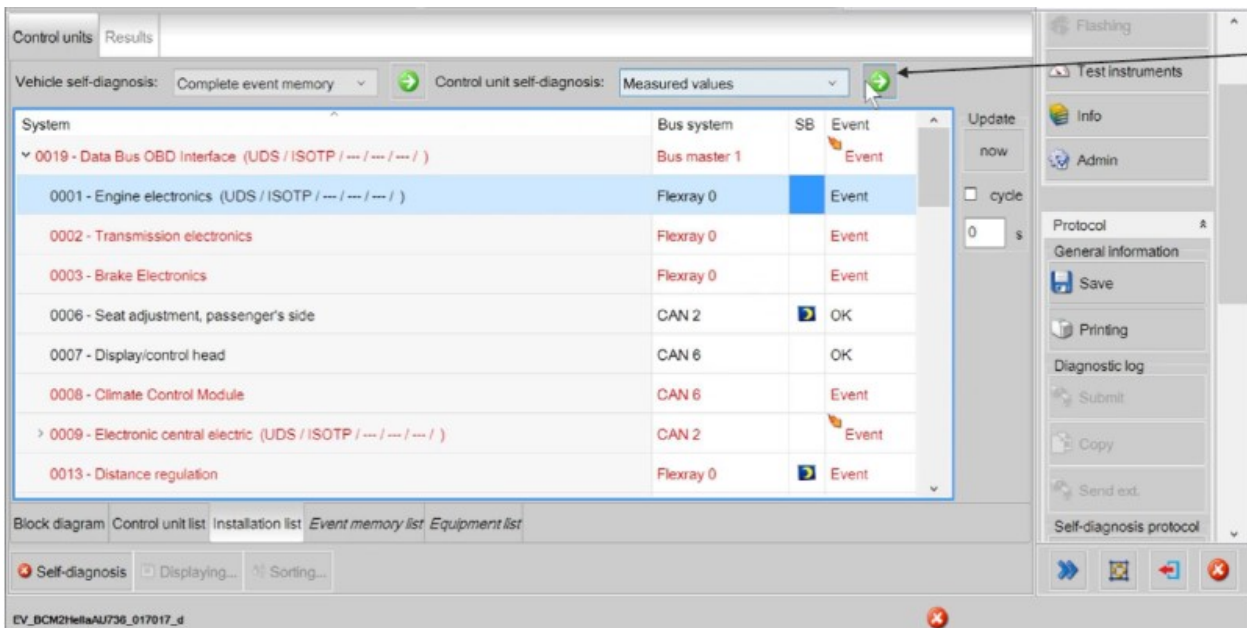 Control units Results
Vehicle self-diagnosis: Complete event memory Control unit self-diagnosis: Measured values
System Bus system SB Event
0019 - Data Bus OBD Interface (UDS / ISOTP / --- / --- / --- / ) Bus master 1 Event
0001 - Engine electronics (UDS / ISOTP / --- / --- / --- / ) Flexray 0 Event
0002 - Transmission electronics Flexray 0 Event
0003 - Brake Electronics Flexray 0 Event
0006 - Seat adjustment, passenger's side CAN 2 OK
0007 - Display/control head CAN 6 OK
0008 - Climate Control Module CAN 6 Event
0009 - Electronic central electric (UDS / ISOTP / --- / --- / --- / ) CAN 2 Event
0013 - Distance regulation Flexray 0 Event
Update
now
cycle
0 s
Block diagram Control unit list Installation list Event memory list Equipment list
Self-diagnosis Displaying... Sorting...
EV_BCM2HellaAU736_017017_d
Flashing
Test instruments
Info
Admin
Protocol
General information
Save
Printing
Diagnostic log
Submit
Copy
Send ext.
Self-diagnosis protocol